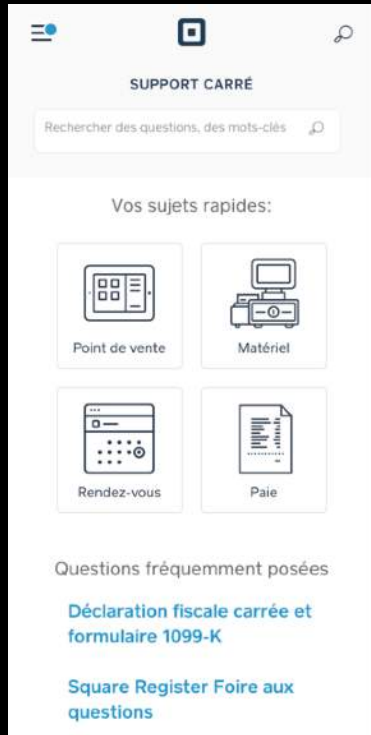 SUPPORT CARRÉ
Rechercher des questions, des mots-clés
Vos sujets rapides:
Point de vente
Matériel
Rendez-vous
Paie
Questions fréquemment posées
Déclaration fiscale carrée et
formulaire 1099-K
Square Register Foire aux
questions